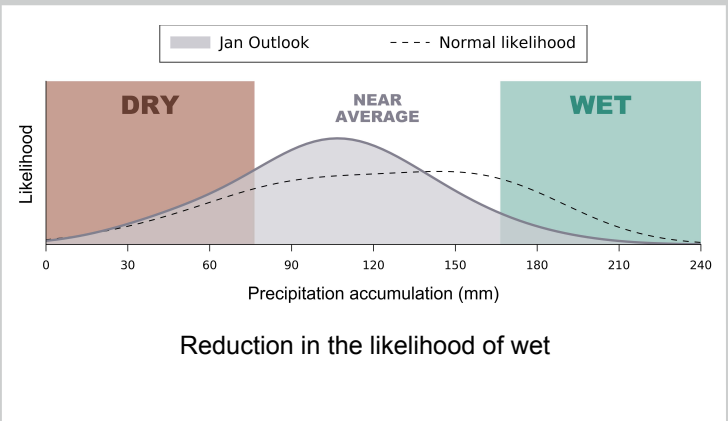 Jan Outlook
Normal likelihood
DRY
NEAR
AVERAGE
WET
Likelihood
0 30 60 90 120 150 180 210 240
Precipitation accumulation (mm)
Reduction in the likelihood of wet